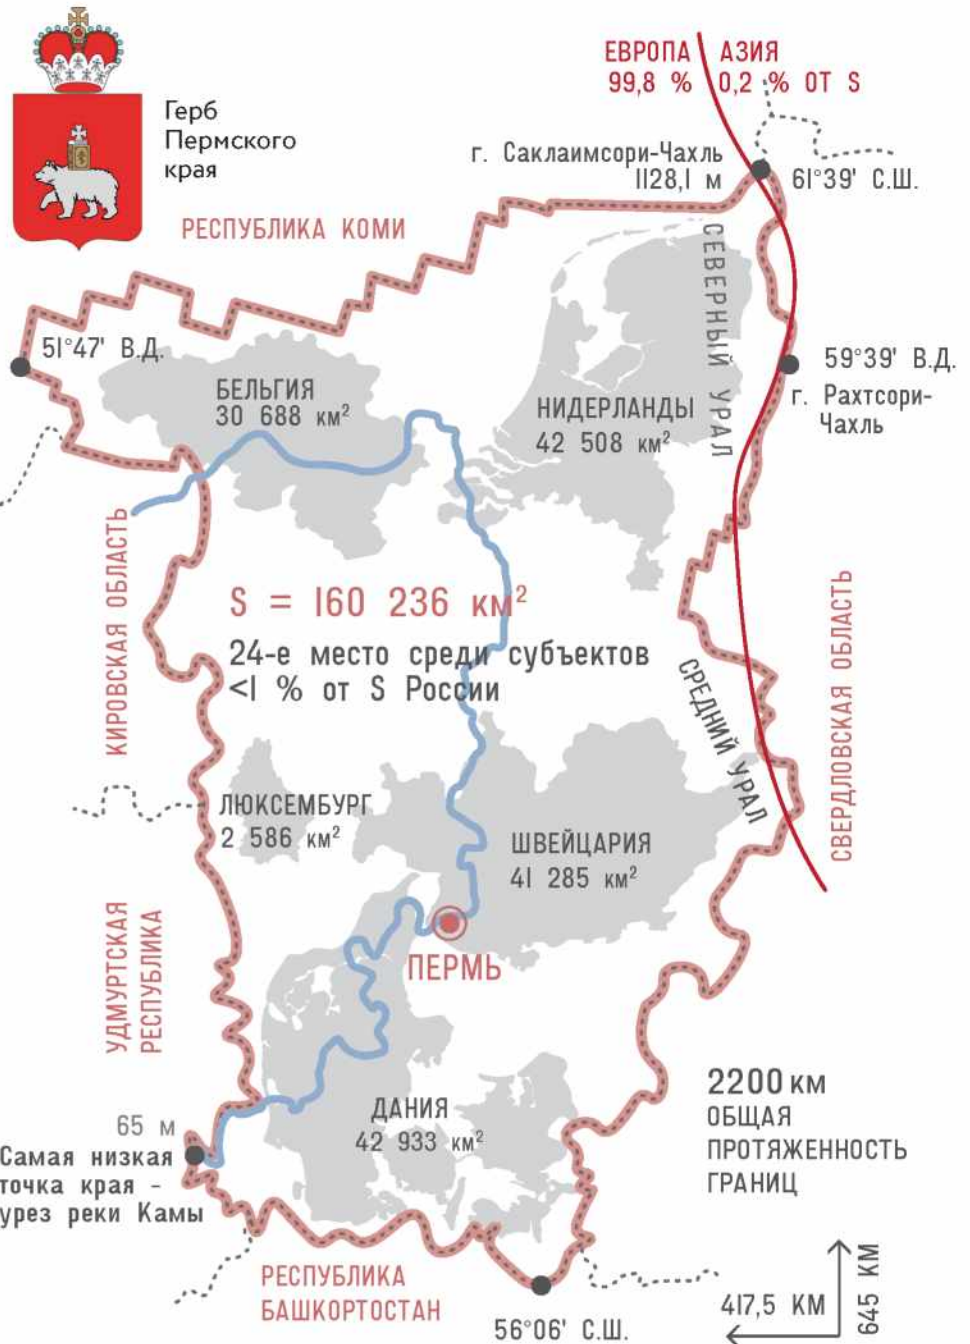 Герб
Пермского
края
ЕВРОПА АЗИЯ
99,8 % 0,2 % ОТ S
г. Саклаимсори-Чахль
1128,1 м
61°39' С.Ш.
РЕСПУБЛИКА КОМИ
СЕВЕРНЫЙ УРАЛ
51°47' В.Д.
59°39' В.Д.
г. Рахтсори-
Чахль
БЕЛЬГИЯ
30 688 км²
НИДЕРЛАНДЫ
42 508 км²
КИРОВСКАЯ ОБЛАСТЬ
S = 160 236 км²
24-е место среди субъектов
<1 % от S России
СРЕДНИЙ УРАЛ
СВЕРДЛОВСКАЯ ОБЛАСТЬ
ЛЮКСЕМБУРГ
2 586 км²
ШВЕЙЦАРИЯ
41 285 км²
ПЕРМЬ
УДМУРТСКАЯ
РЕСПУБЛИКА
ДАНИЯ
42 933 км²
2200 км
ОБЩАЯ
ПРОТЯЖЕННОСТЬ
ГРАНИЦ
65 м
Самая низкая
точка края -
урез реки Камы
РЕСПУБЛИКА
БАШКОРТОСТАН
56°06' С.Ш.
417,5 КМ
645 КМ